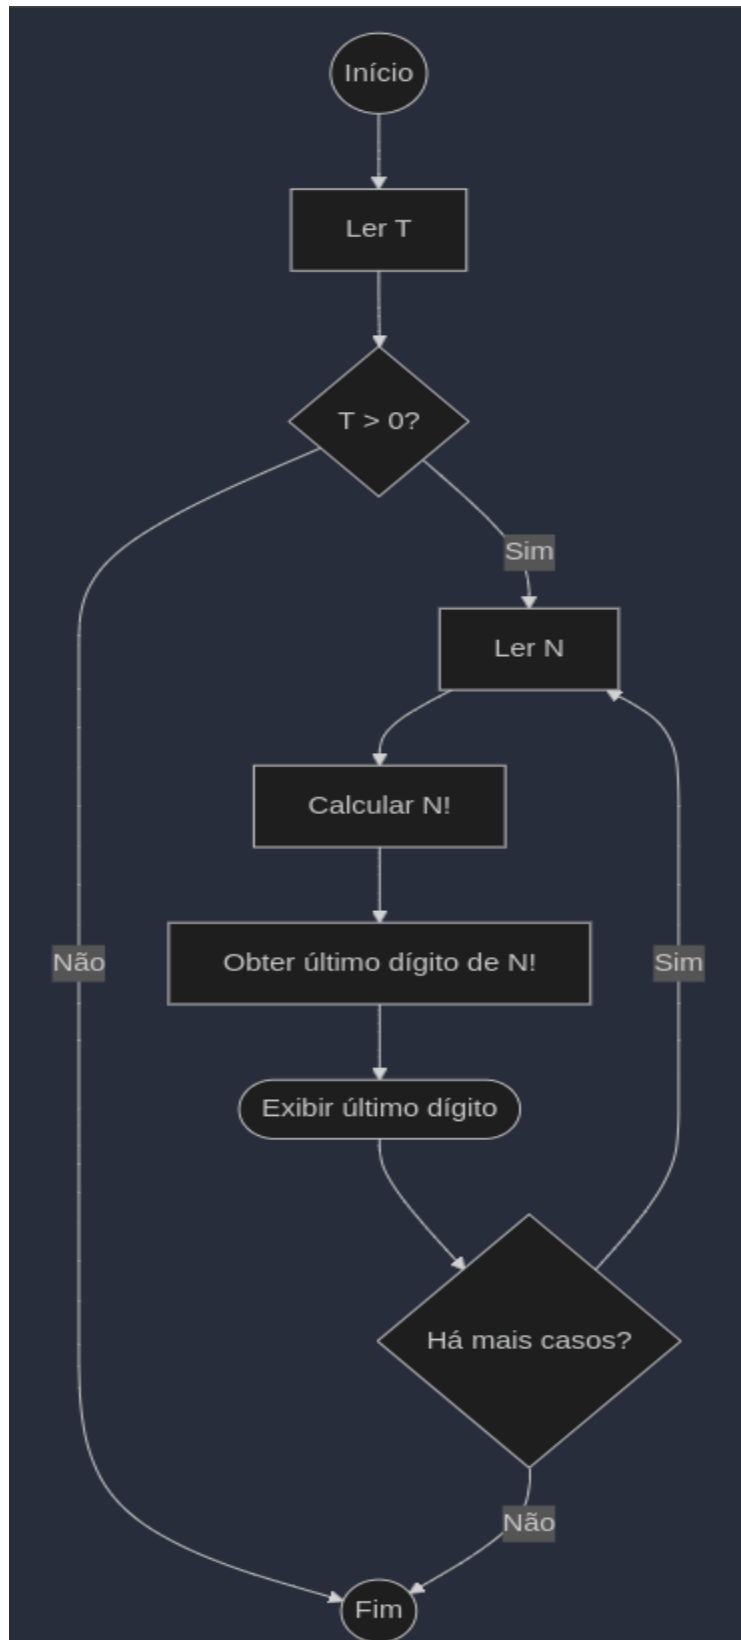 Início
Ler T
T > 0?
Sim
Ler N
Calcular N!
Não
Obter último dígito de N!
Sim
Exibir último dígito
Há mais casos?
Não
Fim